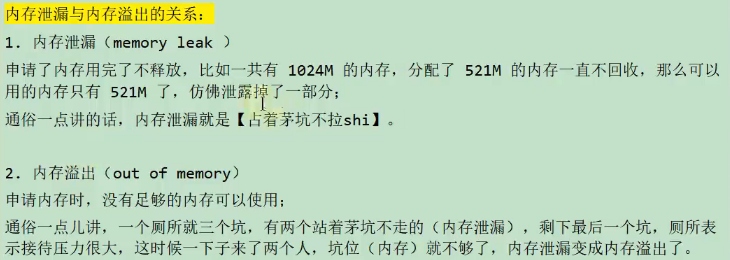 内存泄漏与内存溢出的关系：
1. 内存泄漏（memory leak ）
申请了内存用完了不释放，比如一共有 1024M 的内存，分配了 521M 的内存一直不回收，那么可以
用的内存只有 521M 了，仿佛泄露掉了一部分；
通俗一点讲的话，内存泄漏就是【占着茅坑不拉shi】。
2. 内存溢出（out of memory）
申请内存时，没有足够的内存可以使用；
通俗一点儿讲，一个厕所就三个坑，有两个站着茅坑不走的（内存泄漏），剩下最后一个坑，厕所表
示接待压力很大，这时候一下子来了两个人，坑位（内存）就不够了，内存泄漏变成内存溢出了。